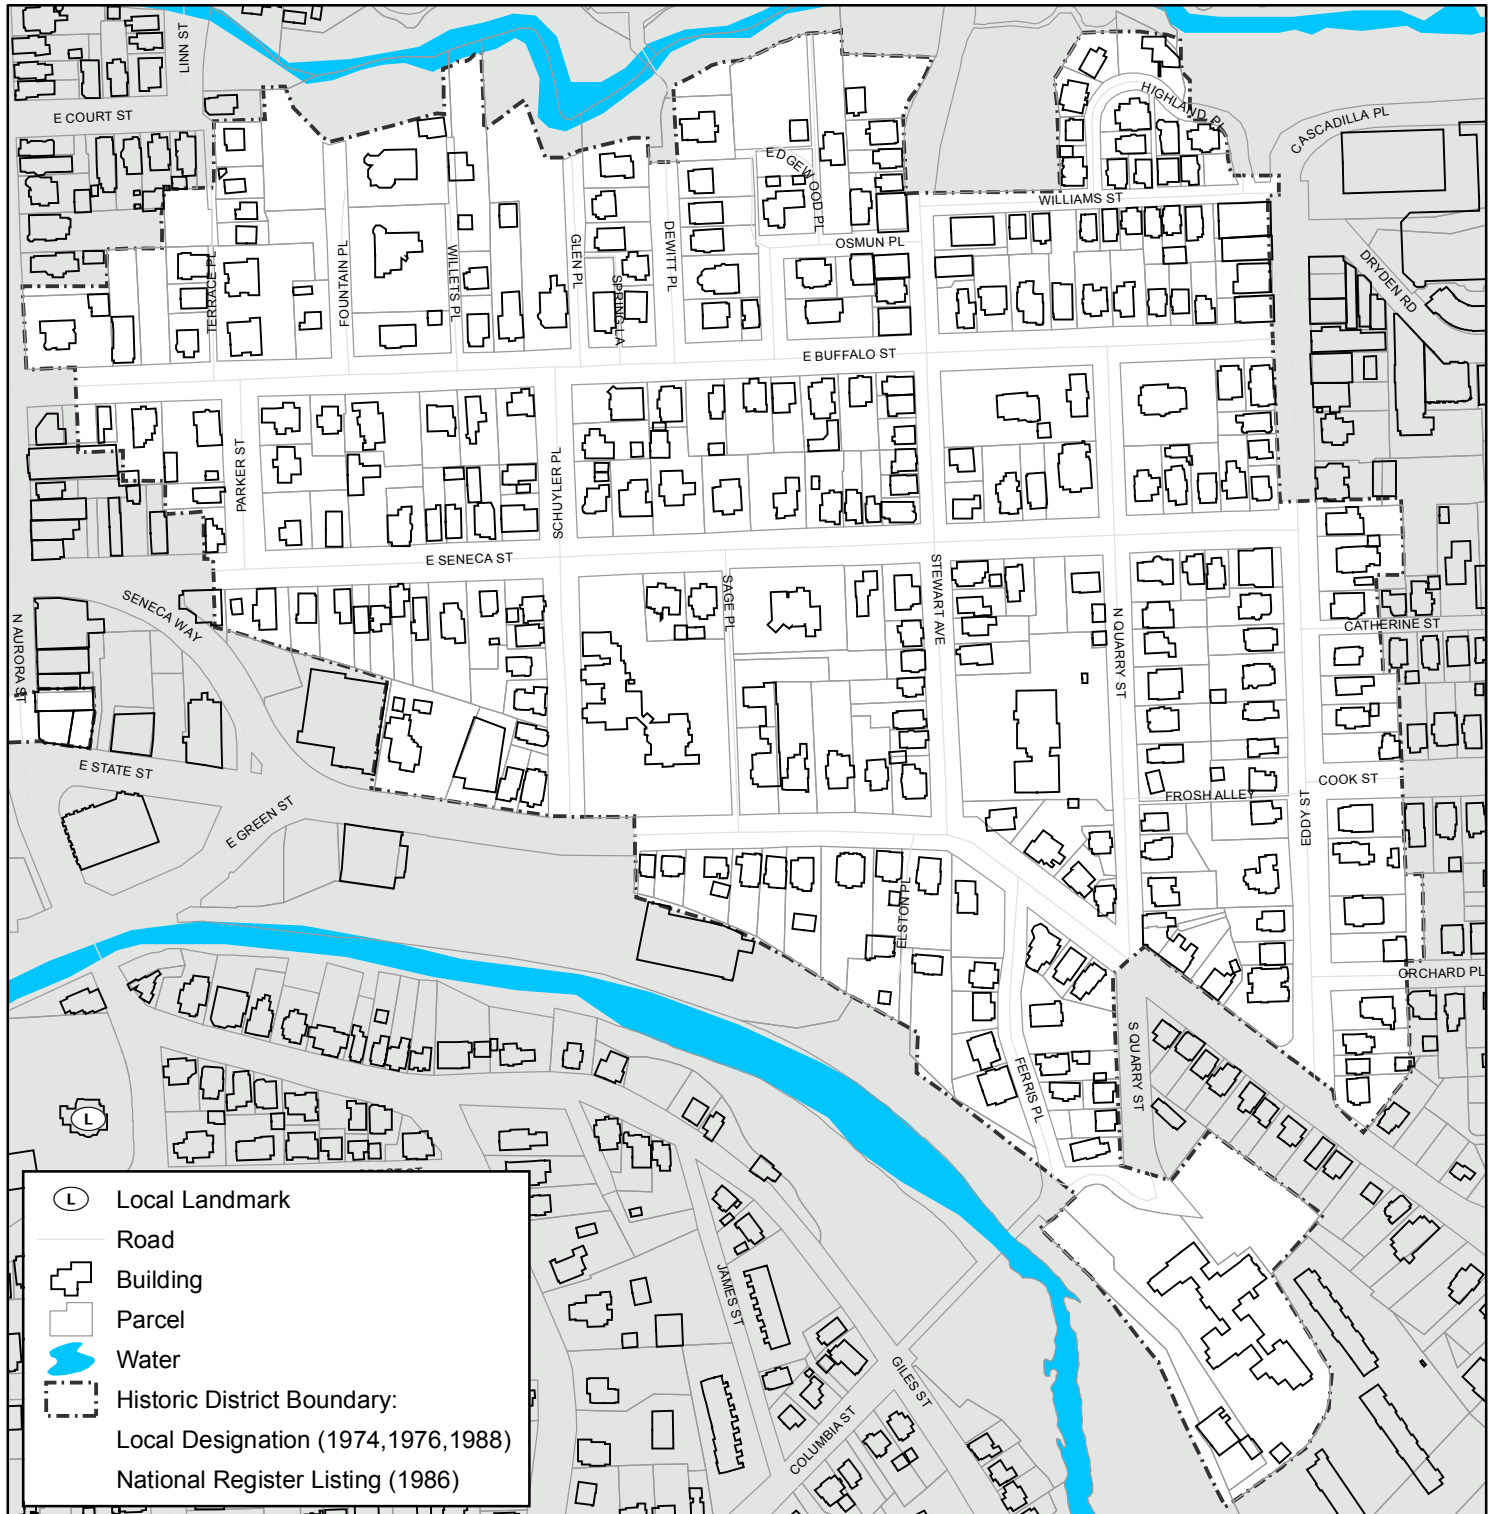 LINN ST
E COURT ST
HIGHLAND PL
CASCADILLA PL
EDGEWOOD PL
WILLIAMS ST
OSMUN PL
DEWITT PL
GLEN PL
SPRING LA
WILLETS PL
FOUNTAIN PL
TERRACE PL
DRYDEN RD
E BUFFALO ST
PARKER ST
SCHUYLER PL
E SENECA ST
SENECA WAY
N AURORA ST
SAGE PL
STEWART AVE
N QUARRY ST
CATHERINE ST
E STATE ST
E GREEN ST
COOK ST
FROSH ALLEY
EDDY ST
ELSTON PL
ORCHARD PL
S QUARRY ST
FERRIS PL
L
JAMES ST
GILES ST
COLUMBIA ST
L Local Landmark
Road
Building
Parcel
Water
Historic District Boundary:
Local Designation (1974,1976,1988)
National Register Listing (1986)